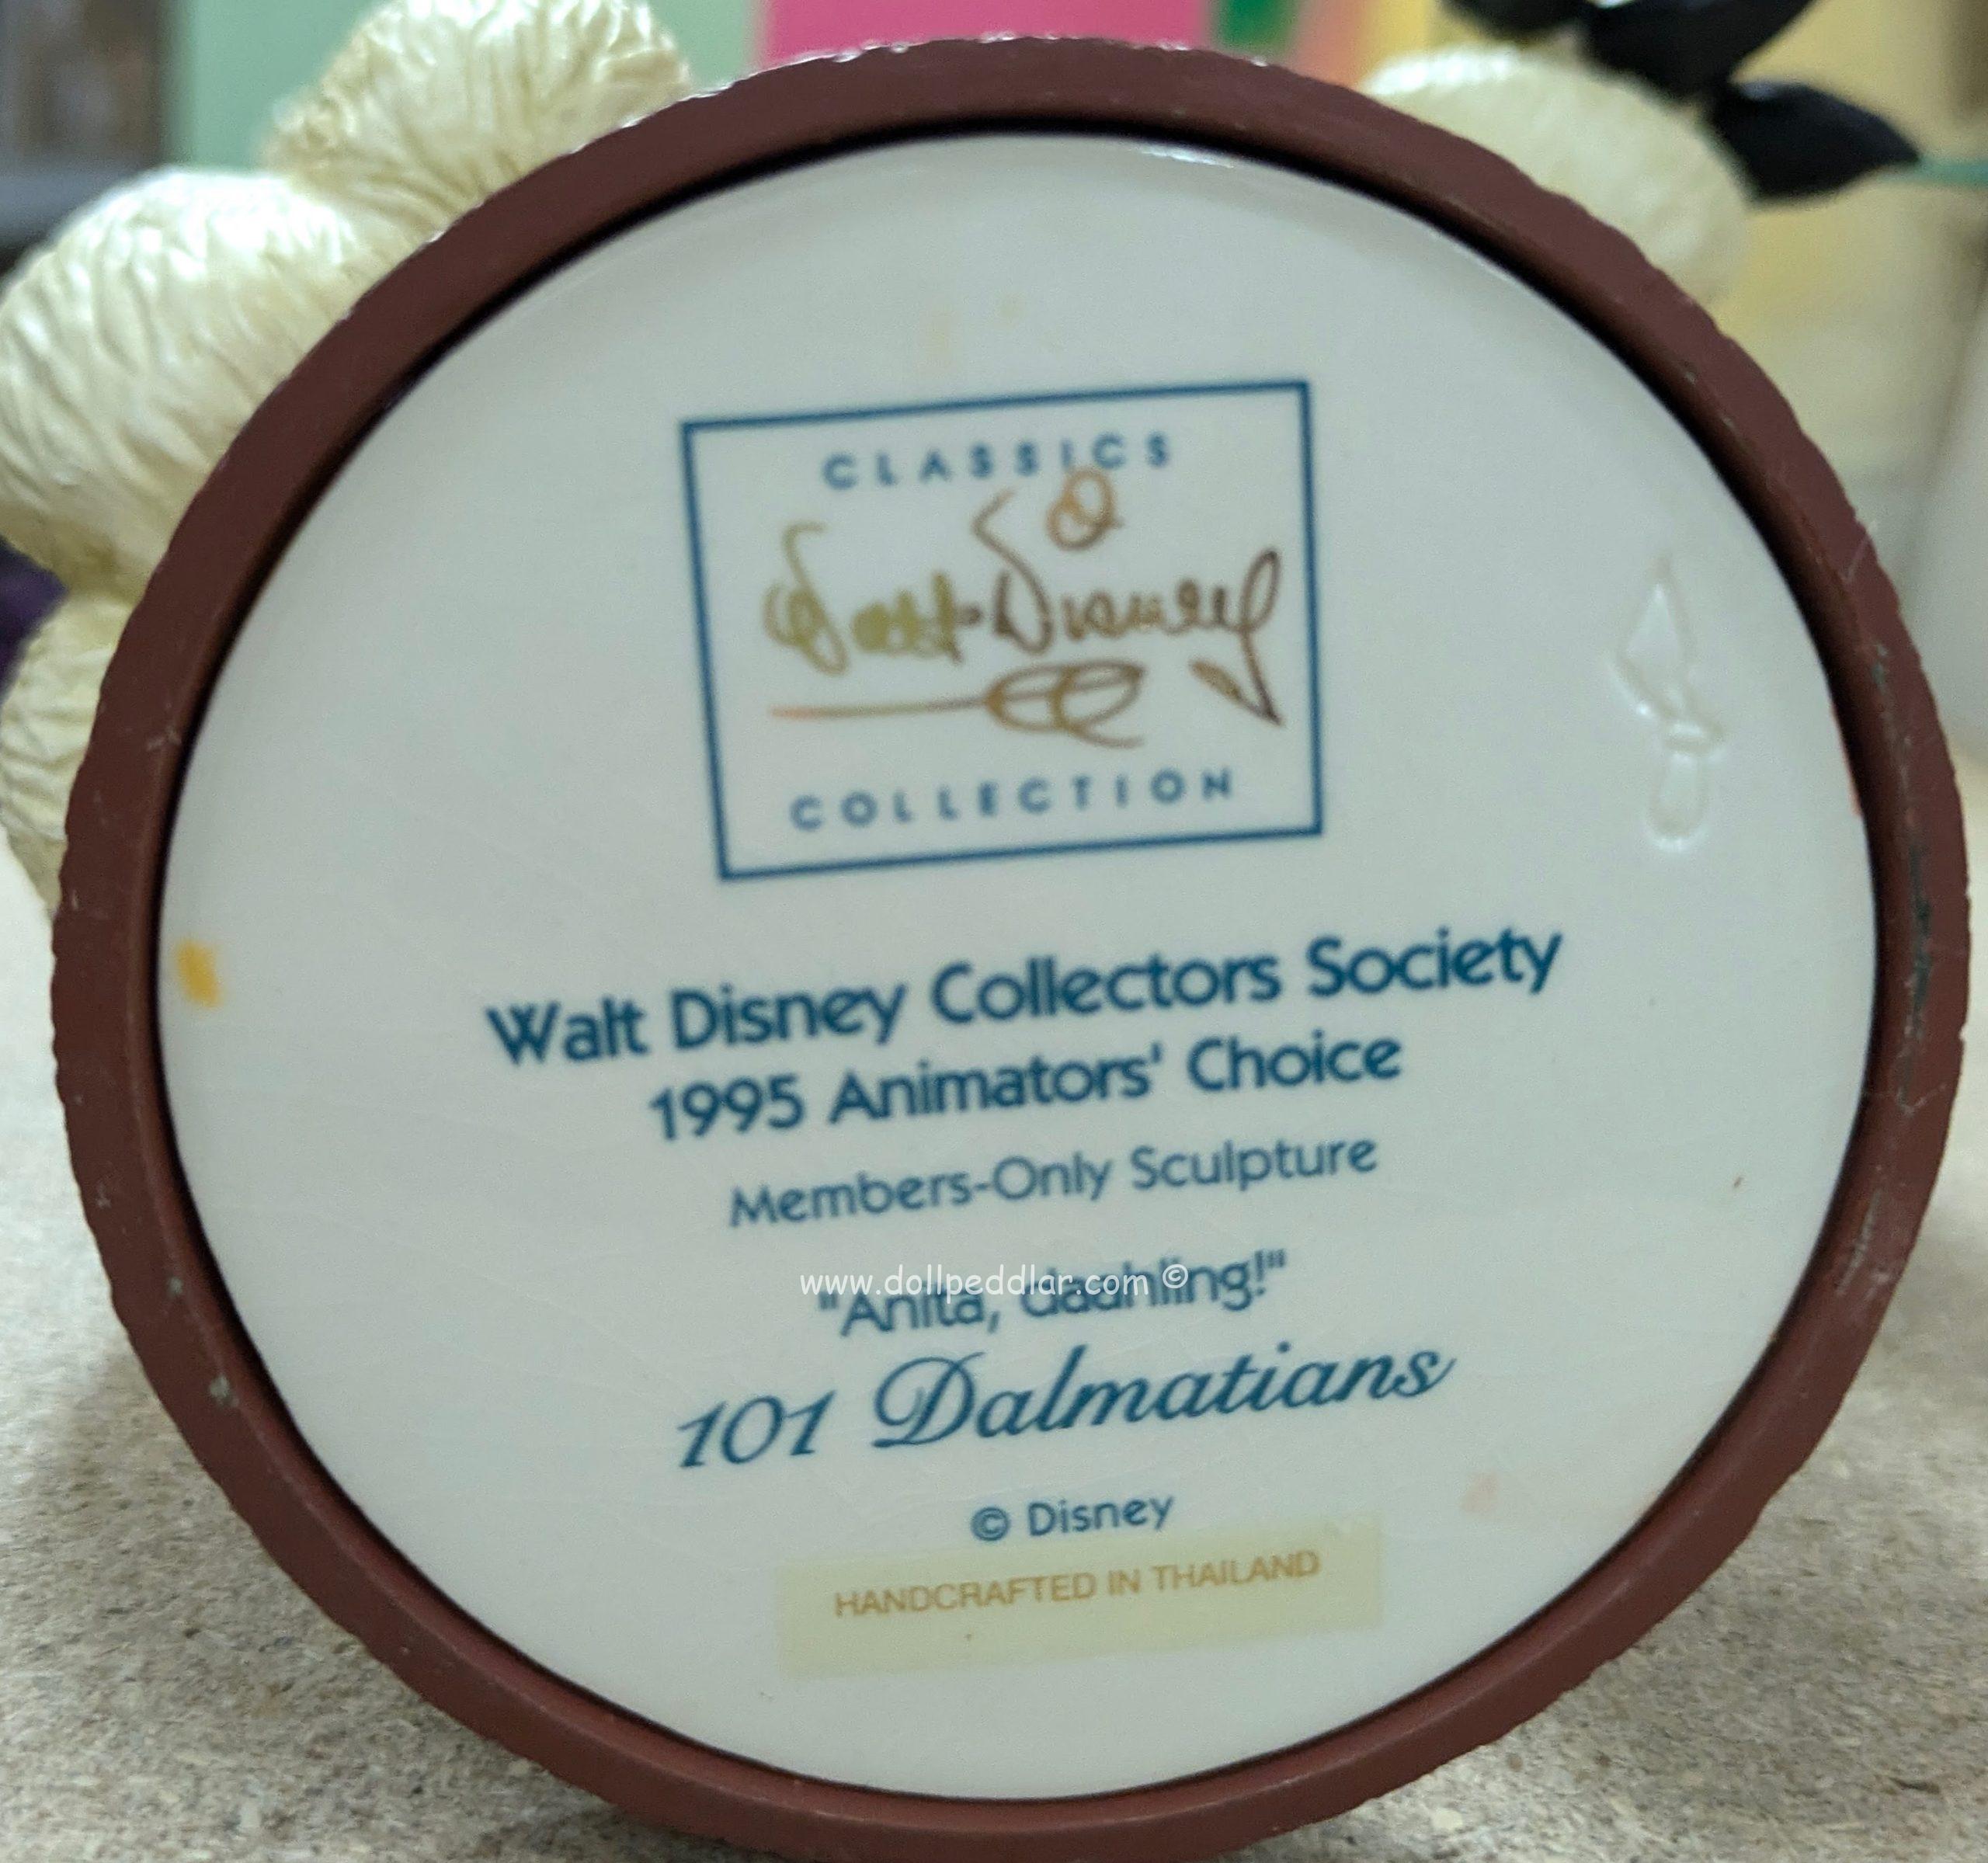 CLASSICS
Walt Disney
COLLECTION
Walt Disney Collectors Society
1995 Animators' Choice
Members-Only Sculpture
www.dollpeddlar.com ©
"Anita, daahling!"
101 Dalmatians
© Disney
HANDCRAFTED IN THAILAND